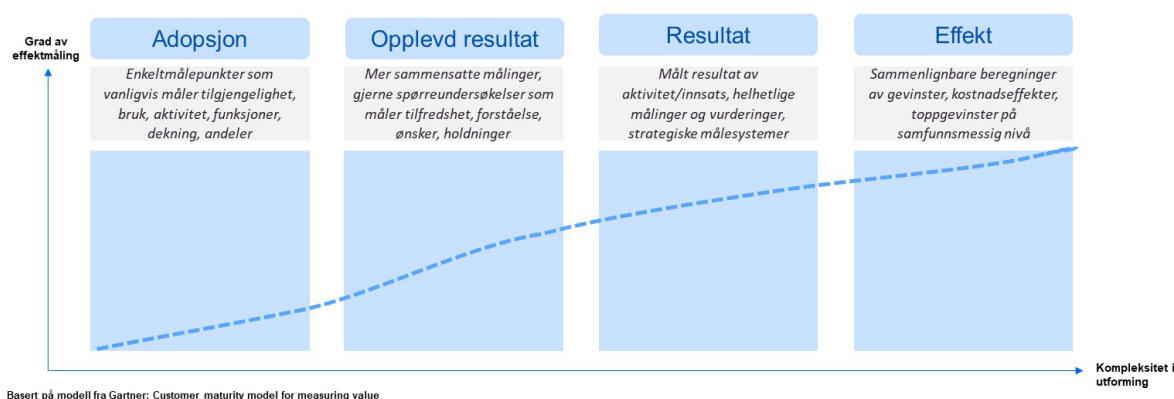 Grad av
effektmåling
Adopsjon
Enkeltmålepunkter som
vanligvis måler tilgjengelighet,
bruk, aktivitet, funksjoner,
dekning, andeler
Opplevd resultat
Mer sammensatte målinger,
gjerne spørreundersøkelser som
måler tilfredshet, forståelse,
ønsker, holdninger
Resultat
Målt resultat av
aktivitet/innsats, helhetlige
målinger og vurderinger,
strategiske målesystemer
Effekt
Sammenlignbare beregninger
av gevinster, kostnadseffekter,
toppgevinster på
samfunnsmessig nivå
Kompleksitet i
utforming
Basert på modell fra Gartner: Customer maturity model for measuring value